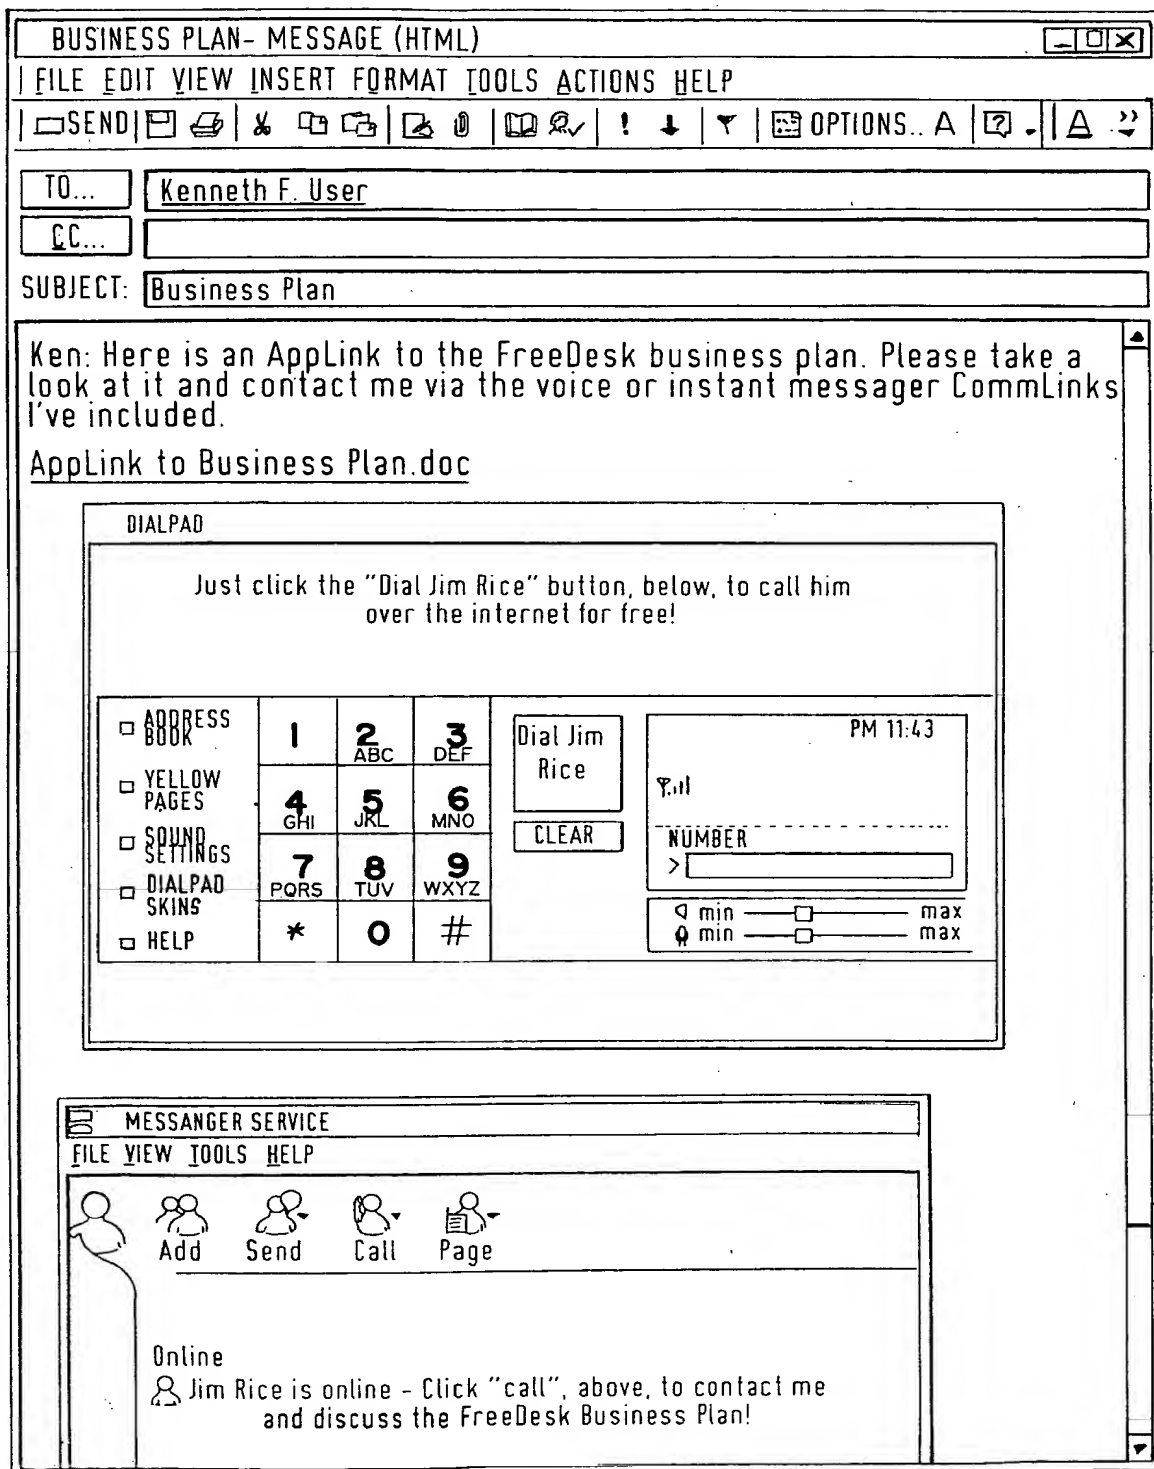 BUSINESS PLAN- MESSAGE (HTML)
FILE EDIT VIEW INSERT FORMAT TOOLS ACTIONS HELP
SEND OPTIONS.. A A
TO... Kenneth F. User
CC...
SUBJECT: Business Plan
Ken: Here is an AppLink to the FreeDesk business plan. Please take a
look at it and contact me via the voice or instant messager CommLinks
I've included.
AppLink to Business Plan.doc
DIALPAD
Just click the "Dial Jim Rice" button, below, to call him
over the internet for free!
ADDRESS
BOOK
YELLOW
PAGES
SOUND
SETTINGS
DIALPAD
SKINS
HELP
1 2 3
ABC DEF
4 5 6
GHI JKL MNO
7 8 9
PQRS TUV WXYZ
* 0 #
Dial Jim
Rice
CLEAR
PM 11:43
NUMBER
>
min max
min max
MESSANGER SERVICE
FILE VIEW TOOLS HELP
Add Send Call Page
Online
Jim Rice is online - Click "call", above, to contact me
and discuss the FreeDesk Business Plan!